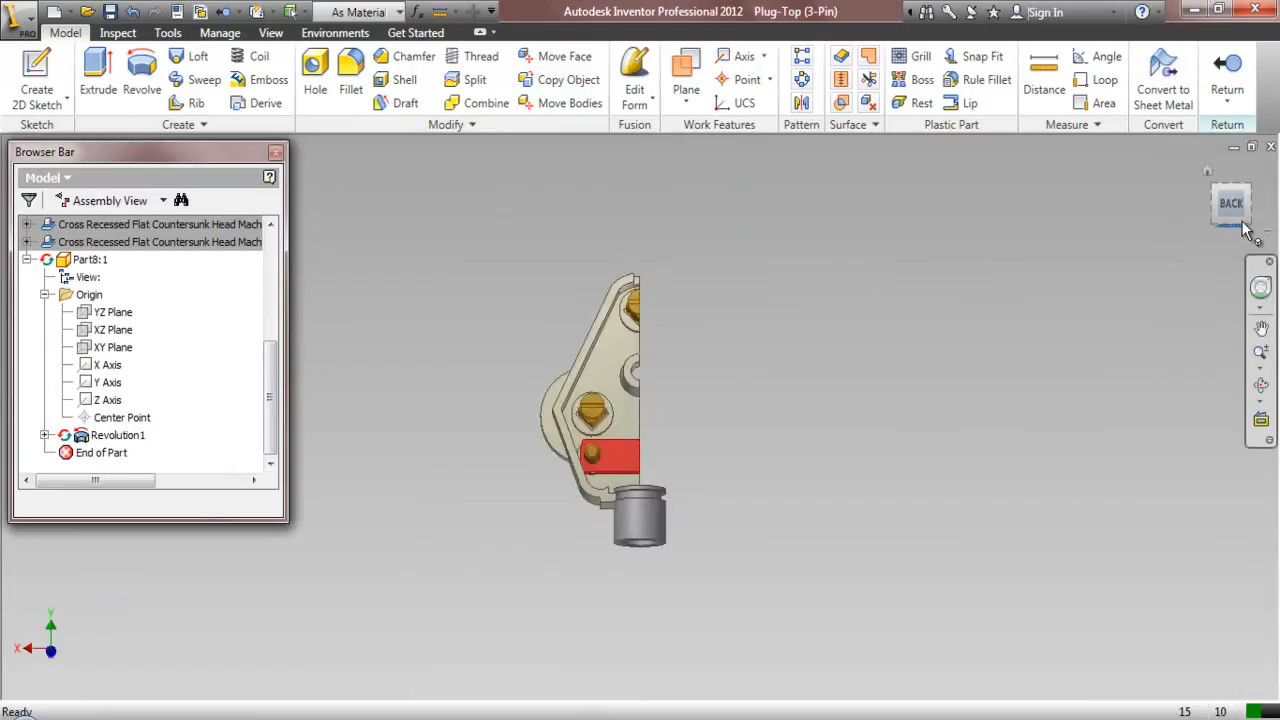 PRO
As Material
Autodesk Inventor Professional 2012 Plug-Top (3-Pin)
Sign In
Model Inspect Tools Manage View Environments Get Started
Create
2D Sketch
Sketch
Extrude
Revolve
Loft
Sweep
Rib
Coil
Emboss
Derive
Create
Hole
Fillet
Chamfer
Shell
Draft
Thread
Split
Combine
Move Face
Copy Object
Move Bodies
Modify
Edit
Form
Fusion
Plane
Axis
Point
UCS
Work Features
Pattern
Surface
Grill
Boss
Rest
Snap Fit
Rule Fillet
Lip
Plastic Part
Distance
Angle
Loop
Area
Measure
Convert to
Sheet Metal
Convert
Return
Return
Browser Bar
Model
Assembly View
Cross Recessed Flat Countersunk Head Mach
Cross Recessed Flat Countersunk Head Mach
Part8:1
View:
Origin
YZ Plane
XZ Plane
XY Plane
X Axis
Y Axis
Z Axis
Center Point
Revolution1
End of Part
BACK
Y
X
Ready
15 10